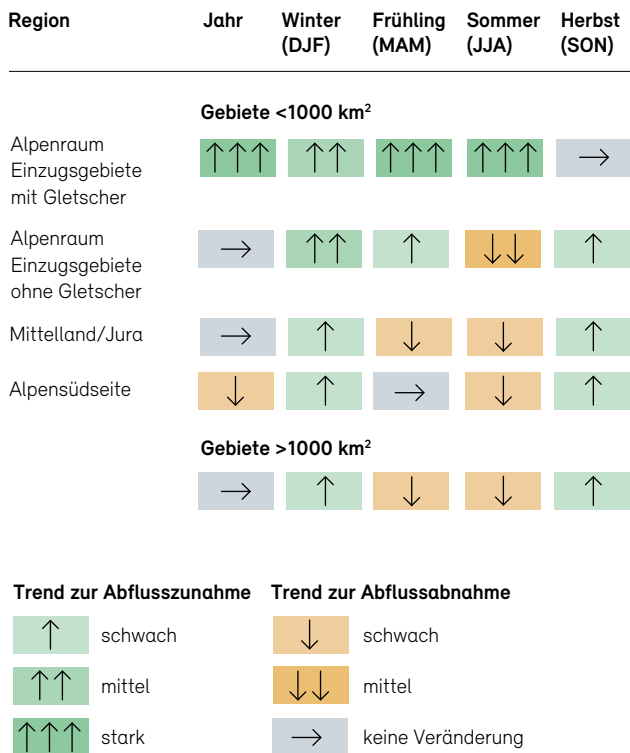 Region Jahr Winter (DJF) Frühling (MAM) Sommer (JJA) Herbst (SON)
Gebiete <1000 km²
Alpenraum Einzugsgebiete mit Gletscher ↑↑↑ ↑↑ ↑↑↑ ↑↑↑ →
Alpenraum Einzugsgebiete ohne Gletscher → ↑↑ ↑ ↓↓ ↑
Mittelland/Jura → ↑ ↓ ↓ ↑
Alpensüdseite ↓ ↑ → ↓ ↑
Gebiete >1000 km²
→ ↑ ↓ ↓ ↑
Trend zur Abflusszunahme Trend zur Abflussabnahme
↑ schwach ↓ schwach
↑↑ mittel ↓↓ mittel
↑↑↑ stark → keine Veränderung